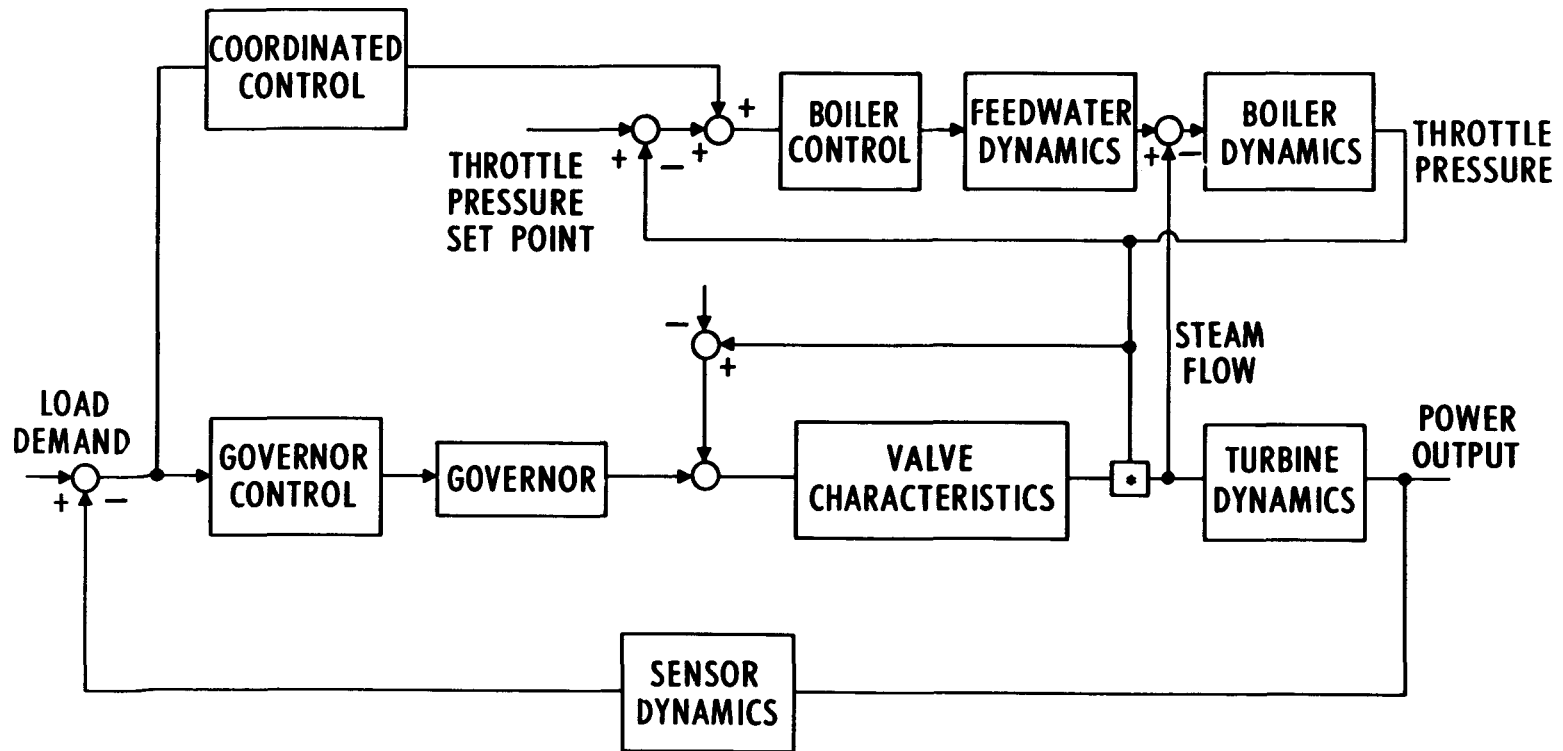 COORDINATED
CONTROL
+
BOILER
CONTROL
FEEDWATER
DYNAMICS
BOILER
DYNAMICS
THROTTLE
PRESSURE
+
−
+
+
−
THROTTLE
PRESSURE
SET POINT
−
+
STEAM
FLOW
LOAD
DEMAND
+
−
GOVERNOR
CONTROL
GOVERNOR
VALVE
CHARACTERISTICS
*
TURBINE
DYNAMICS
POWER
OUTPUT
SENSOR
DYNAMICS